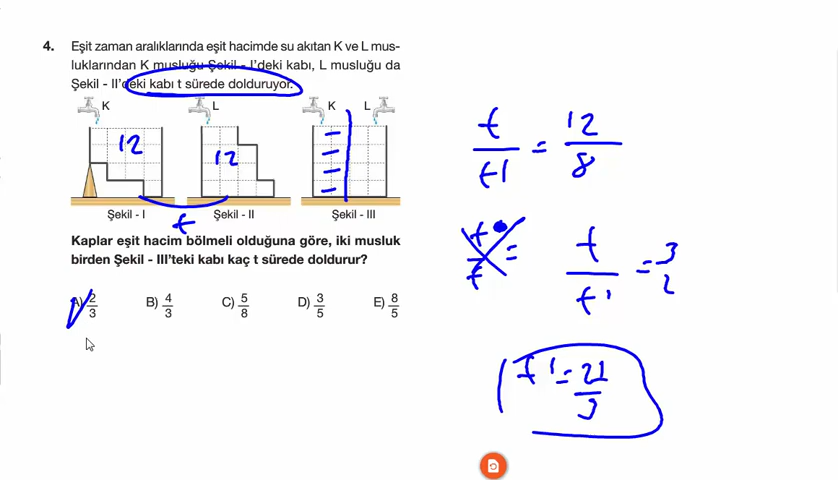 4. Eşit zaman aralıklarında eşit hacimde su akıtan K ve L mus-
luklarından K musluğu Şekil - I'deki kabı, L musluğu da
Şekil - II'deki kabı t sürede dolduruyor.
K L K L
12 12
t
Şekil - I Şekil - II Şekil - III
Kaplar eşit hacim bölmeli olduğuna göre, iki musluk
birden Şekil - III'teki kabı kaç t sürede doldurur?
A) 2/3 B) 4/3 C) 5/8 D) 3/5 E) 8/5
t/t1 = 12/8
t/t' = 3/2
t' = 2t/3